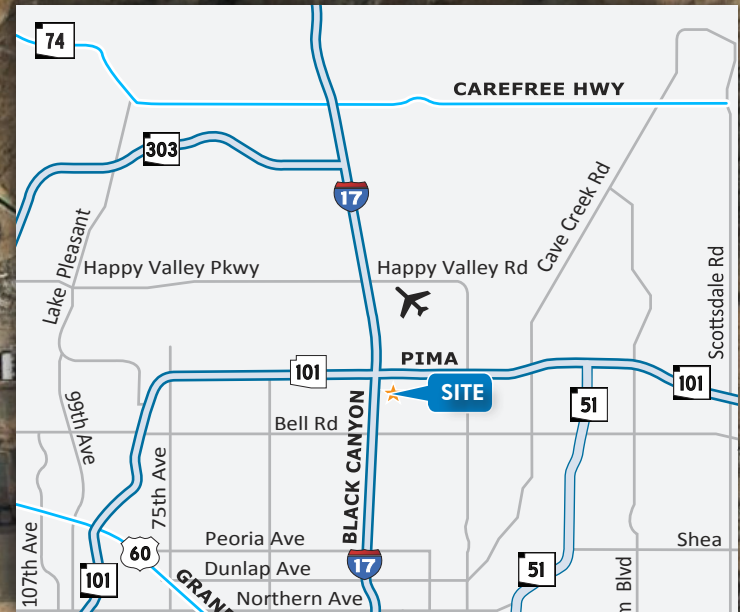 74
CAREFREE HWY
303
17
Cave Creek Rd
Lake Pleasant
Happy Valley Pkwy
Happy Valley Rd
Scottsdale Rd
PIMA
101
101
SITE
51
99th Ave
Bell Rd
BLACK CANYON
75th Ave
Peoria Ave
Shea
60
Dunlap Ave
17
51
101
107th Ave
GRAN
Northern Ave
m Blvd